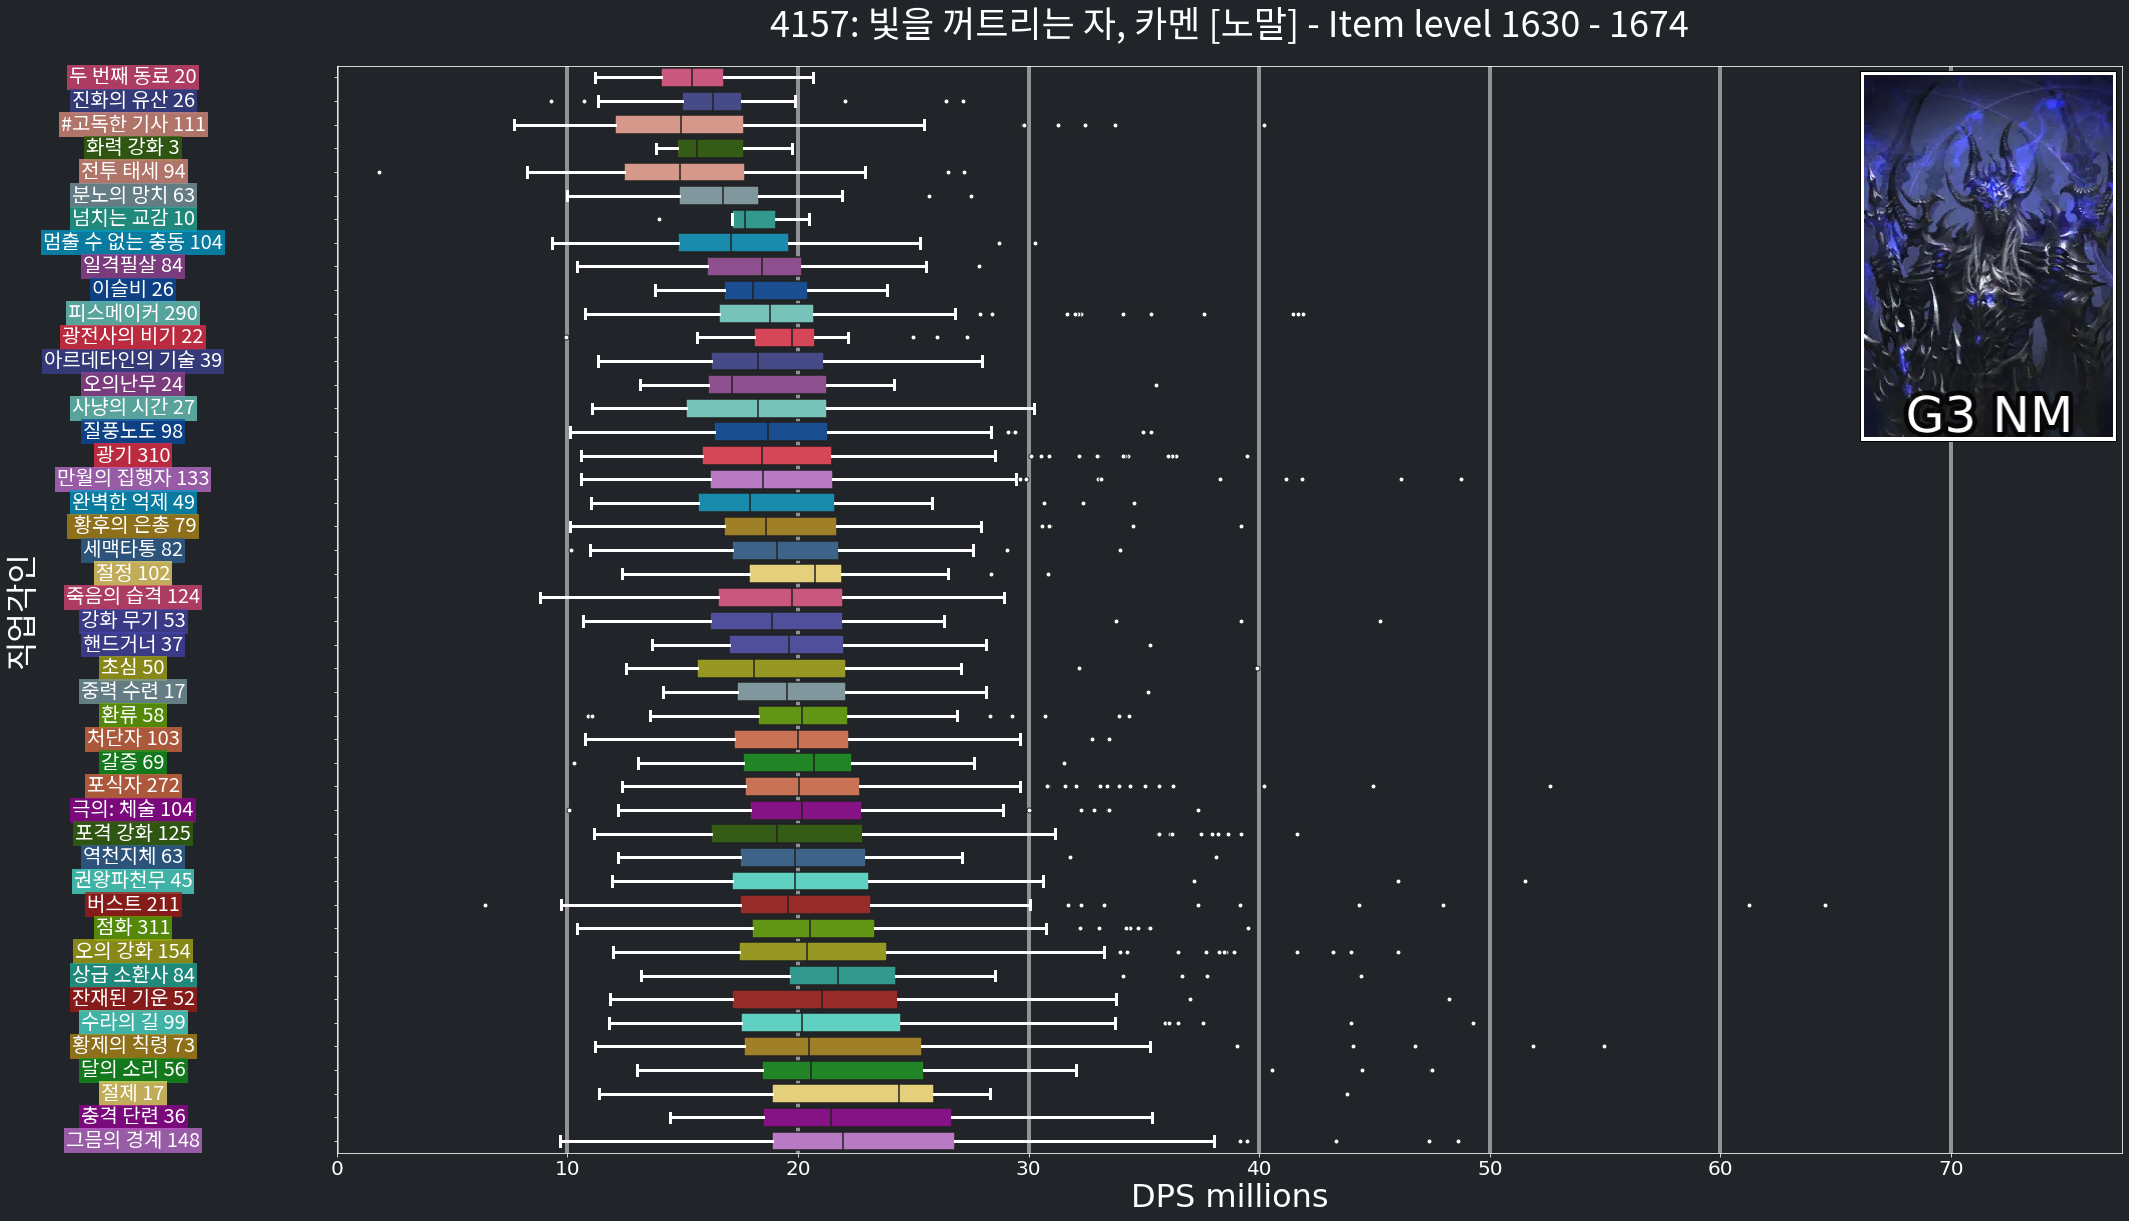 4157: 빛을 꺼트리는 자, 카멘 [노말] - Item level 1630 - 1674
두 번째 동료 20
진화의 유산 26
#고독한 기사 111
화력 강화 3
전투 태세 94
분노의 망치 63
넘치는 교감 10
멈출 수 없는 충동 104
일격필살 84
이슬비 26
피스메이커 290
광전사의 비기 22
아르데타인의 기술 39
오의난무 24
사냥의 시간 27
질풍노도 98
광기 310
만월의 집행자 133
완벽한 억제 49
황후의 은총 79
세맥타통 82
절정 102
죽음의 습격 124
강화 무기 53
핸드거너 37
초심 50
중력 수련 17
환류 58
처단자 103
갈증 69
포식자 272
극의: 체술 104
포격 강화 125
역천지체 63
권왕파천무 45
버스트 211
점화 311
오의 강화 154
상급 소환사 84
잔재된 기운 52
수라의 길 99
황제의 칙령 73
달의 소리 56
절제 17
충격 단련 36
그믐의 경계 148
직업각인
G3 NM
0 10 20 30 40 50 60 70
DPS millions